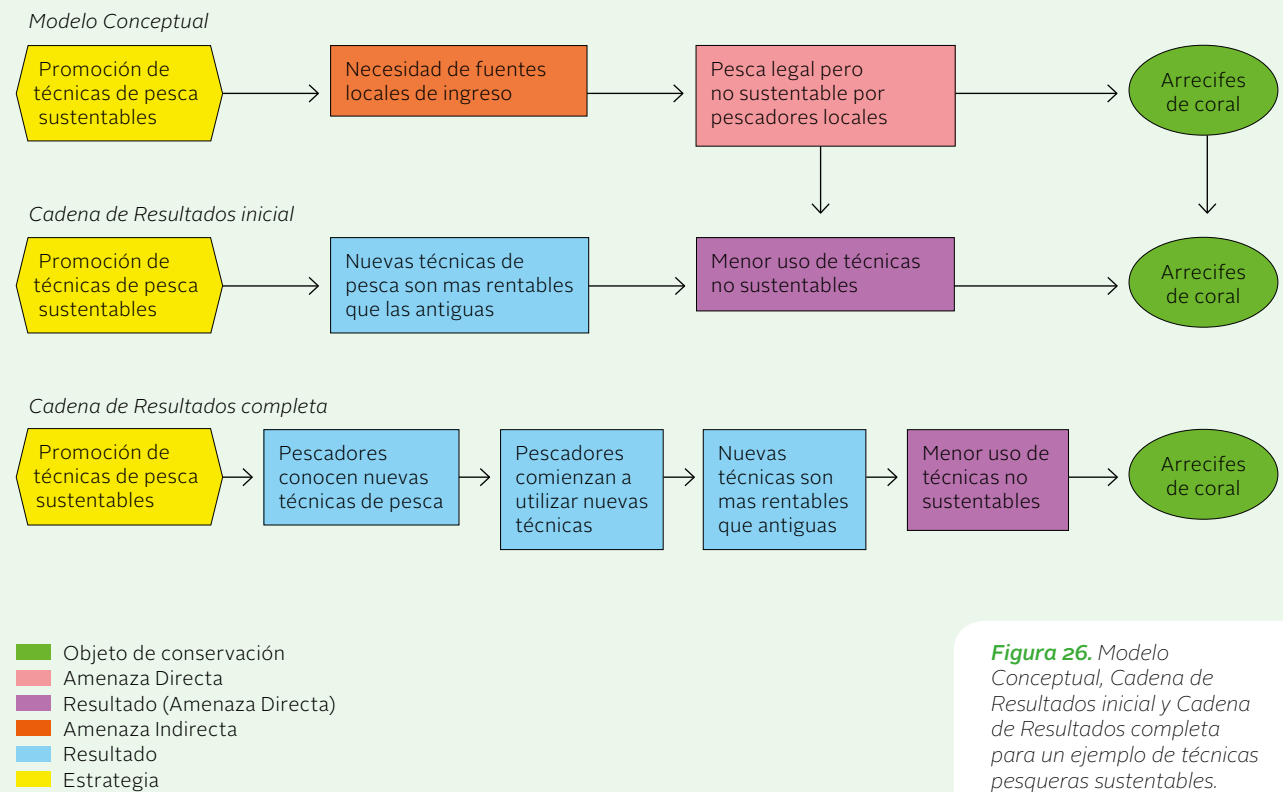 Modelo Conceptual
Promoción de
técnicas de pesca
sustentables
Necesidad de fuentes
locales de ingreso
Pesca legal pero
no sustentable por
pescadores locales
Arrecifes
de coral
Cadena de Resultados inicial
Promoción de
técnicas de pesca
sustentables
Nuevas técnicas de
pesca son mas rentables
que las antiguas
Menor uso de técnicas
no sustentables
Arrecifes
de coral
Cadena de Resultados completa
Promoción de
técnicas de pesca
sustentables
Pescadores
conocen nuevas
técnicas de pesca
Pescadores
comienzan a
utilizar nuevas
técnicas
Nuevas
técnicas son
mas rentables
que antiguas
Menor uso de
técnicas no
sustentables
Arrecifes
de coral
Objeto de conservación
Amenaza Directa
Resultado (Amenaza Directa)
Amenaza Indirecta
Resultado
Estrategia
Figura 26. Modelo
Conceptual, Cadena de
Resultados inicial y Cadena
de Resultados completa
para un ejemplo de técnicas
pesqueras sustentables.